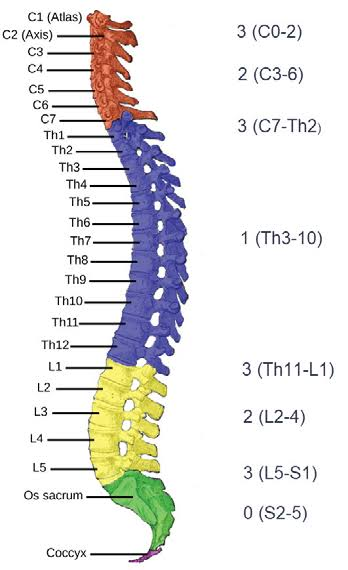 C1 (Atlas)
C2 (Axis)
C3
C4
C5
C6
C7
Th1
Th2
Th3
Th4
Th5
Th6
Th7
Th8
Th9
Th10
Th11
Th12
L1
L2
L3
L4
L5
Os sacrum
Coccyx
3 (C0-2)
2 (C3-6)
3 (C7-Th2)
1 (Th3-10)
3 (Th11-L1)
2 (L2-4)
3 (L5-S1)
0 (S2-5)